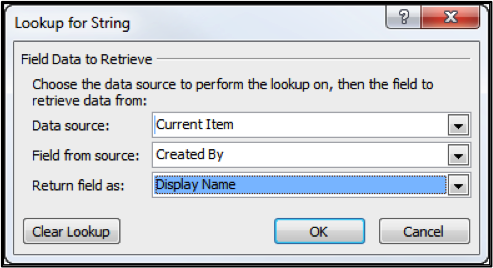 Lookup for String
Field Data to Retrieve
Choose the data source to perform the lookup on, then the field to
retrieve data from:
Data source: Current Item
Field from source: Created By
Return field as: Display Name
Clear Lookup OK Cancel